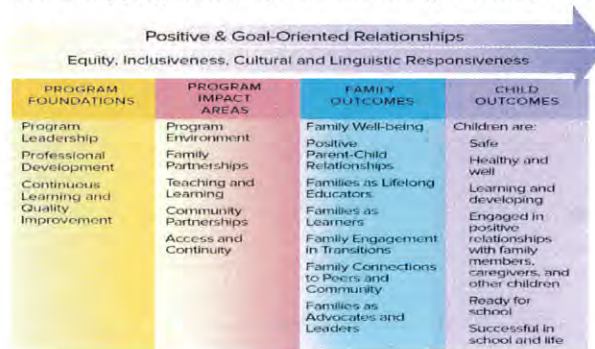 Positive & Goal-Oriented Relationships
Equity, Inclusiveness, Cultural and Linguistic Responsiveness
PROGRAM
FOUNDATIONS
Program
Leadership
Professional
Development
Continuous
Learning and
Quality
Improvement
PROGRAM
IMPACT
AREAS
Program
Environment
Family
Partnerships
Teaching and
Learning
Community
Partnerships
Access and
Continuity
FAMILY
OUTCOMES
Family Well-being
Positive
Parent-Child
Relationships
Families as Lifelong
Educators
Families as
Learners
Family Engagement
in Transitions
Family Connections
to Peers and
Community
Families as
Advocates and
Leaders
CHILD
OUTCOMES
Children are:
Safe
Healthy and
well
Learning and
developing
Engaged in
positive
relationships
with family
members,
caregivers, and
other children
Ready for
school
Successful in
school and life